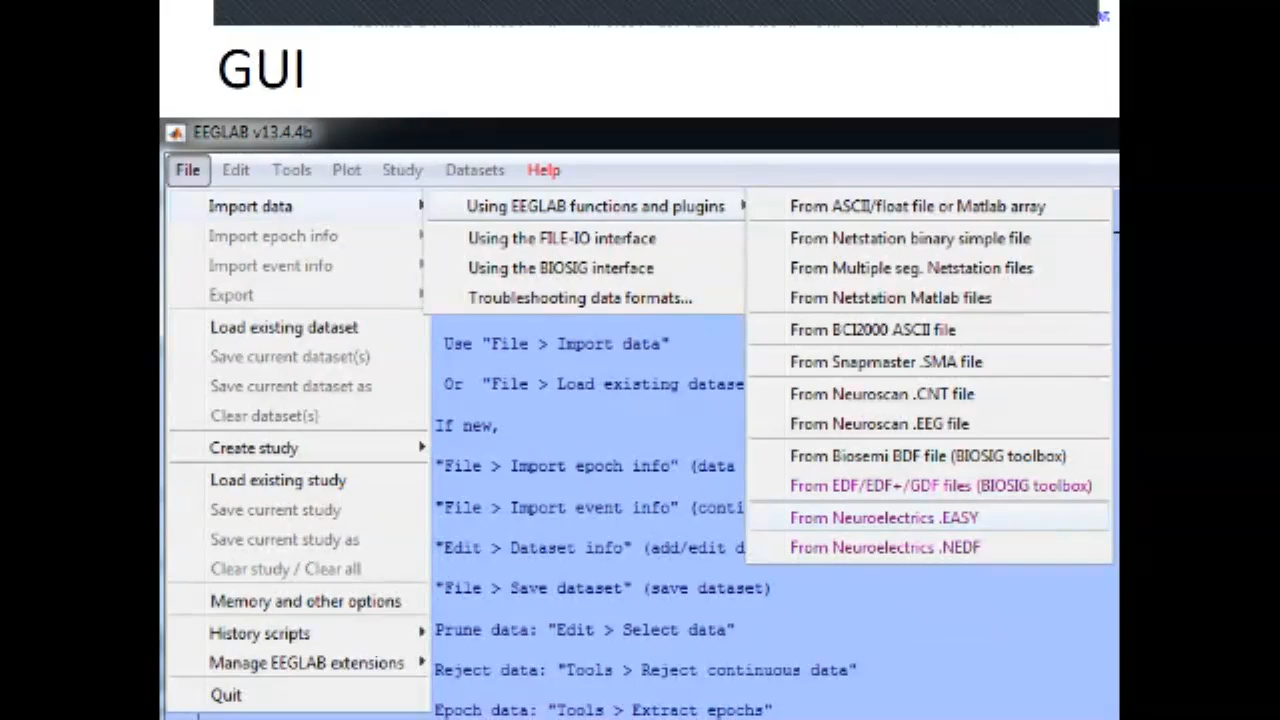 GUI
EEGLAB v13.4.4b
File Edit Tools Plot Study Datasets Help
Import data
Import epoch info
Import event info
Export
Load existing dataset
Save current dataset(s)
Save current dataset as
Clear dataset(s)
Create study
Load existing study
Save current study
Save current study as
Clear study / Clear all
Memory and other options
History scripts
Manage EEGLAB extensions
Quit
Using EEGLAB functions and plugins
Using the FILE-IO interface
Using the BIOSIG interface
Troubleshooting data formats...
From ASCII/float file or Matlab array
From Netstation binary simple file
From Multiple seg. Netstation files
From Netstation Matlab files
From BCI2000 ASCII file
From Snapmaster .SMA file
From Neuroscan .CNT file
From Neuroscan .EEG file
From Biosemi BDF file (BIOSIG toolbox)
From EDF/EDF+/GDF files (BIOSIG toolbox)
From Neuroelectrics .EASY
From Neuroelectrics .NEDF
Use "File > Import data"
Or "File > Load existing datase
If new,
"File > Import epoch info" (data
"File > Import event info" (conti
"Edit > Dataset info" (add/edit d
"File > Save dataset" (save dataset)
Prune data: "Edit > Select data"
Reject data: "Tools > Reject continuous data"
Epoch data: "Tools > Extract epochs"